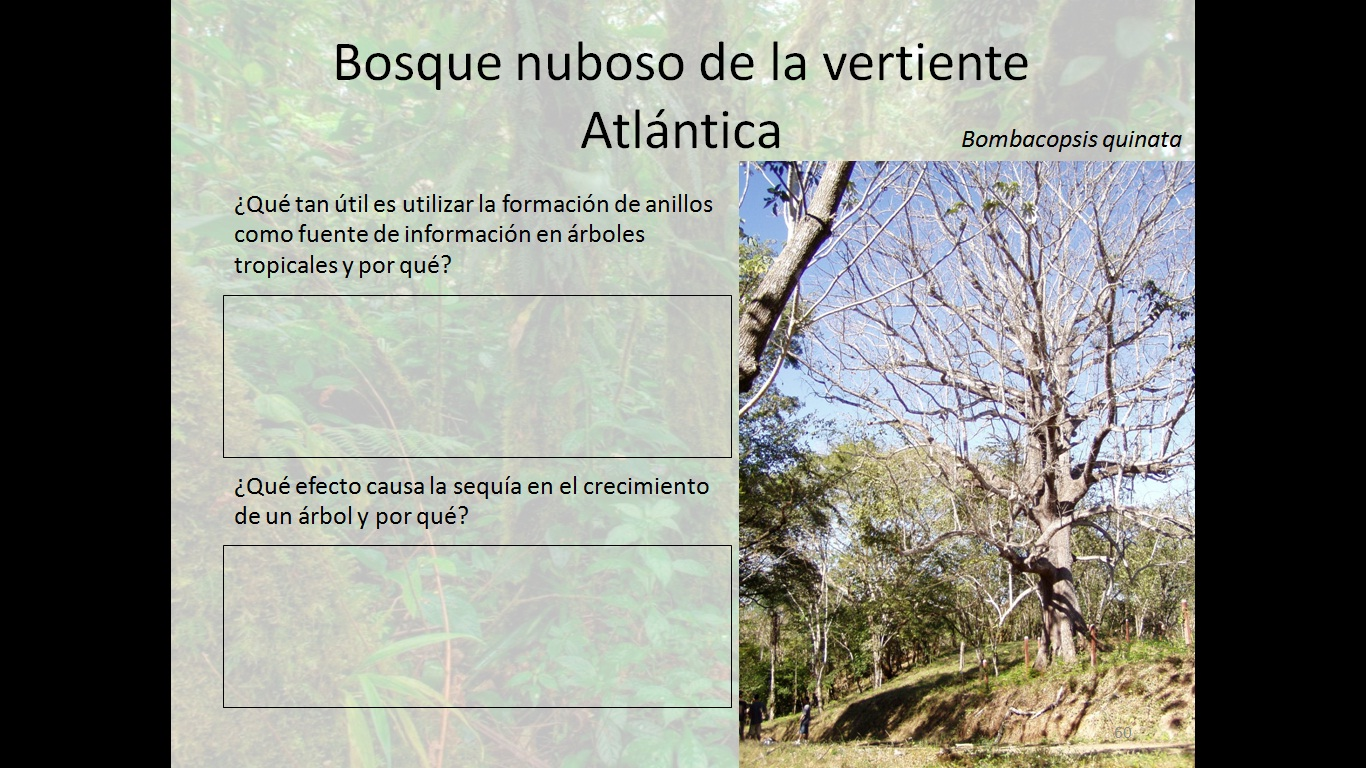 Bosque nuboso de la vertiente
Atlántica
Bombacopsis quinata
¿Qué tan útil es utilizar la formación de anillos
como fuente de información en árboles
tropicales y por qué?
¿Qué efecto causa la sequía en el crecimiento
de un árbol y por qué?
60